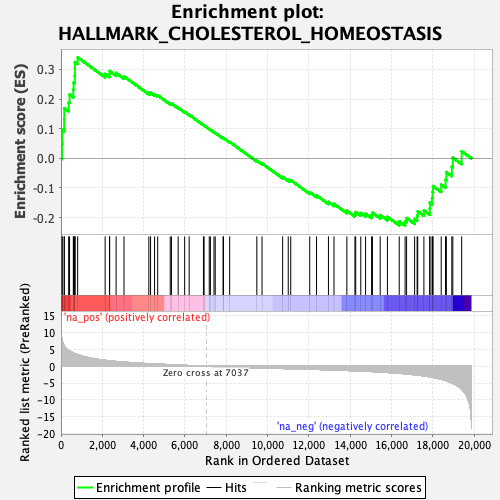 Enrichment plot:
HALLMARK_CHOLESTEROL_HOMEOSTASIS
Enrichment score (ES)
0.3
0.2
0.1
0.0
-0.1
-0.2
'na_pos' (positively correlated)
Ranked list metric (PreRanked)
15
10
5
0
-5
-10
-15
-20
Zero cross at 7037
'na_neg' (negatively correlated)
0
2,000
4,000
6,000
8,000
10,000
12,000
14,000
16,000
18,000
20,000
Rank in Ordered Dataset
Enrichment profile
Hits
Ranking metric scores